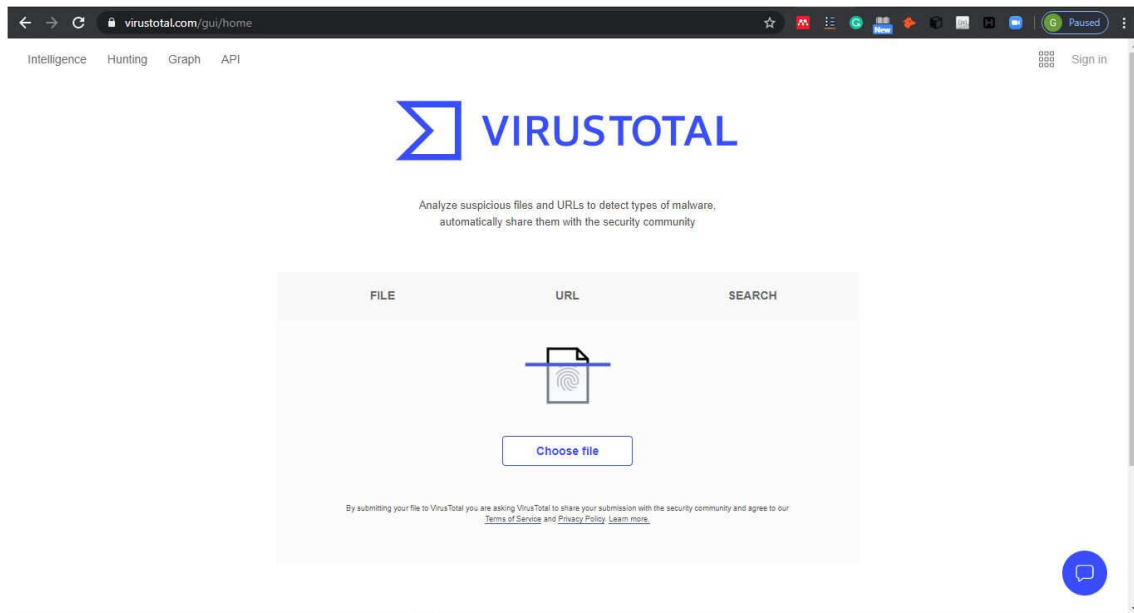 virustotal.com/gui/home
New
G Paused
Intelligence Hunting Graph API
Sign in
VIRUSTOTAL
Analyze suspicious files and URLs to detect types of malware,
automatically share them with the security community
FILE URL SEARCH
Choose file
By submitting your file to VirusTotal you are asking VirusTotal to share your submission with the security community and agree to our
Terms of Service and Privacy Policy. Learn more.